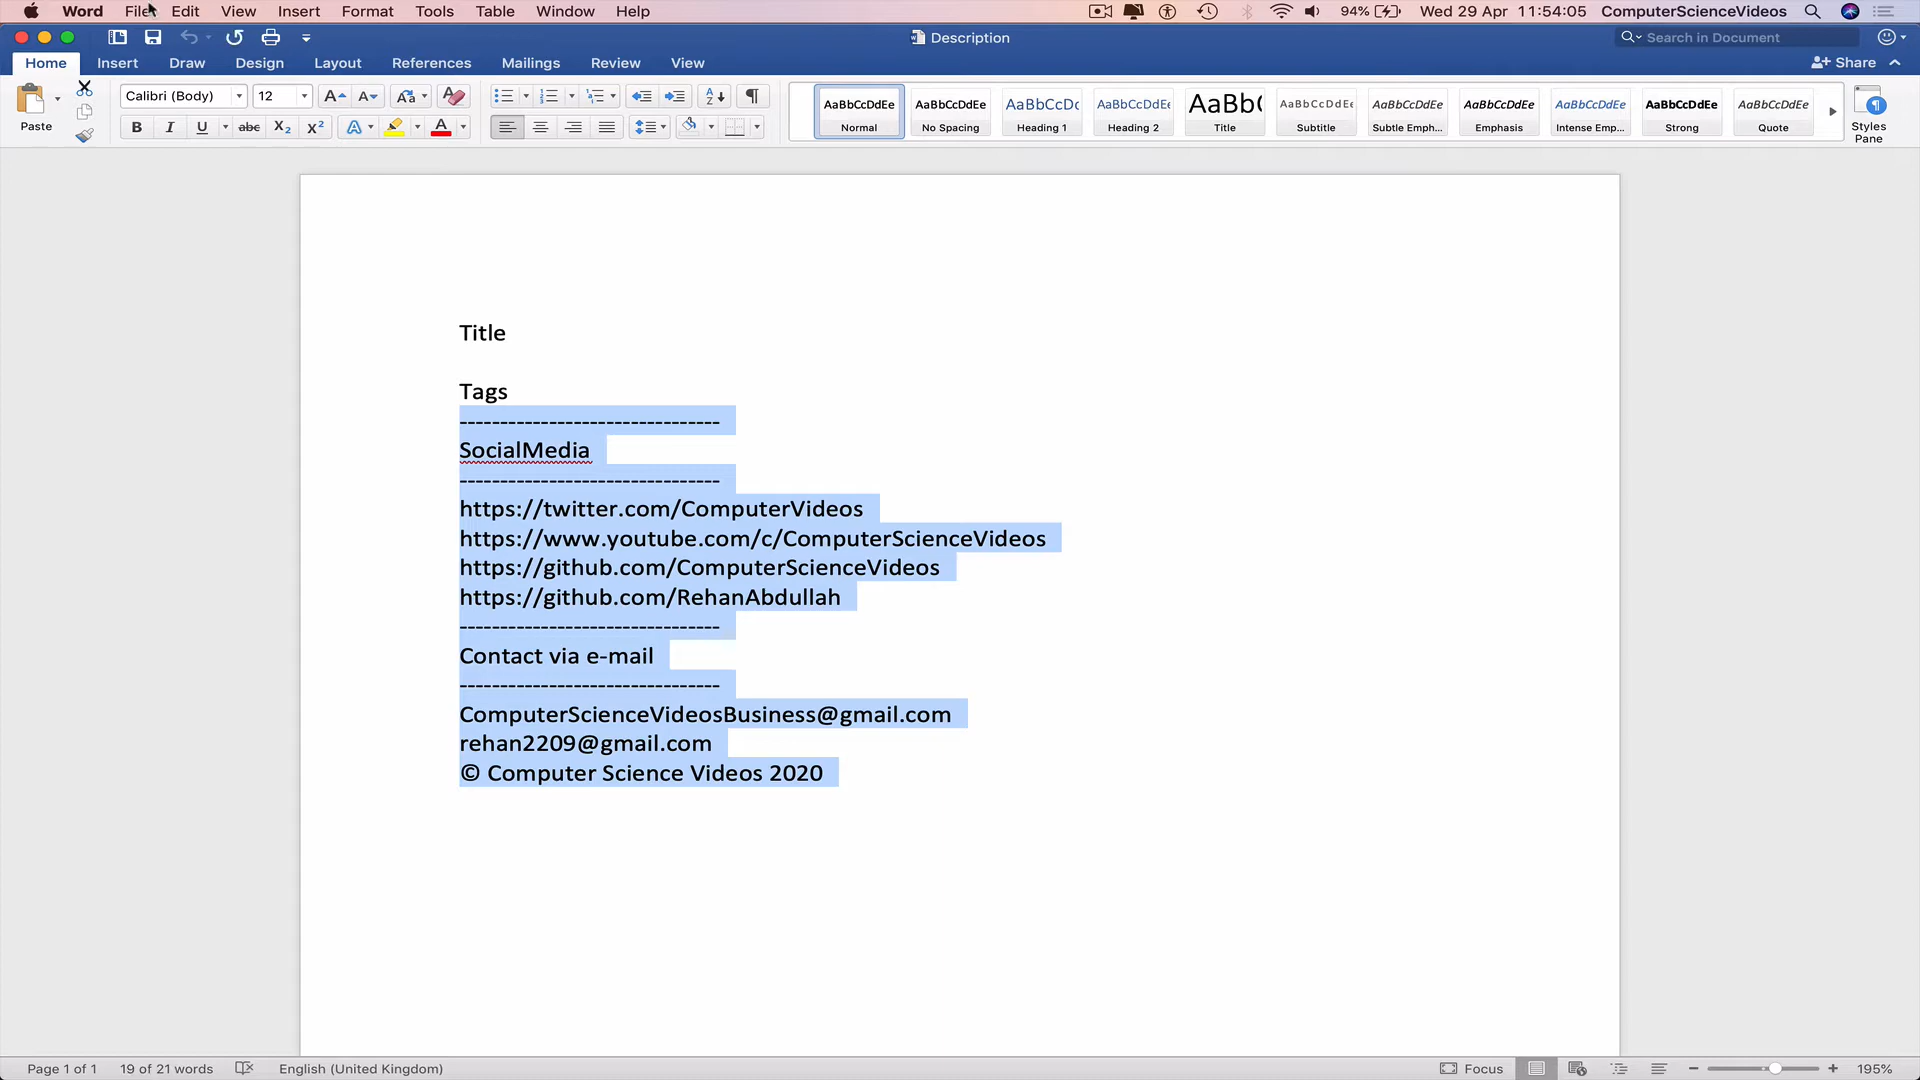 Word File Edit View Insert Format Tools Table Window Help 94% Wed 29 Apr 11:54:05 ComputerScienceVideos
Description Search in Document
Home Insert Draw Design Layout References Mailings Review View Share
Calibri (Body) 12 AaBbCcDdEe AaBbCcDdEe AaBbCcDc AaBbCcDdEe AaBb( AaBbCcDdEe AaBbCcDdEe AaBbCcDdEe AaBbCcDdEe AaBbCcDdEe AaBbCcDdEe
Paste B I U abc X2 X2 A A Normal No Spacing Heading 1 Heading 2 Title Subtitle Subtle Emph... Emphasis Intense Emp... Strong Quote Styles Pane
Title
Tags
--------------------------------
SocialMedia
--------------------------------
https://twitter.com/ComputerVideos
https://www.youtube.com/c/ComputerScienceVideos
https://github.com/ComputerScienceVideos
https://github.com/RehanAbdullah
--------------------------------
Contact via e-mail
--------------------------------
ComputerScienceVideosBusiness@gmail.com
rehan2209@gmail.com
© Computer Science Videos 2020
Page 1 of 1 19 of 21 words English (United Kingdom) Focus 195%